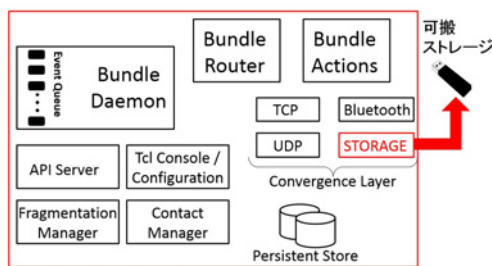 Event Queue
Bundle
Daemon
Bundle
Router
Bundle
Actions
可搬
ストレージ
TCP
Bluetooth
UDP
STORAGE
Convergence Layer
API Server
Tcl Console /
Configuration
Fragmentation
Manager
Contact
Manager
Persistent Store